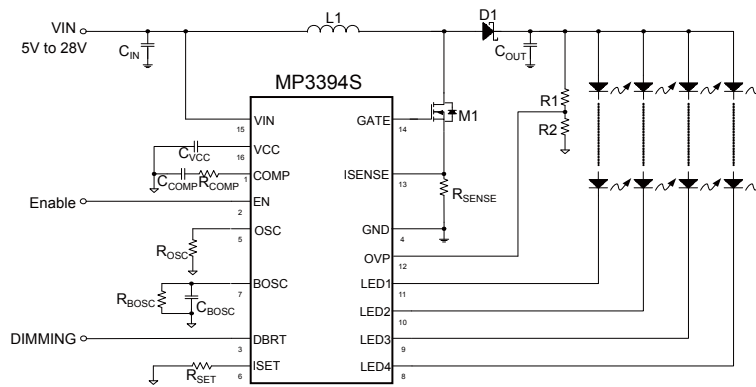 L1
D1
VIN
5V to 28V
CIN
COUT
MP3394S
R1
R2
M1
VIN
15
GATE
14
VCC
16
CVCC
COMP
1
CCOMP
RCOMP
ISENSE
13
RSENSE
Enable
EN
2
OSC
5
ROSC
GND
4
OVP
12
BOSC
7
RBOSC
CBOSC
LED1
11
LED2
10
DIMMING
DBRT
3
LED3
9
ISET
6
RSET
LED4
8